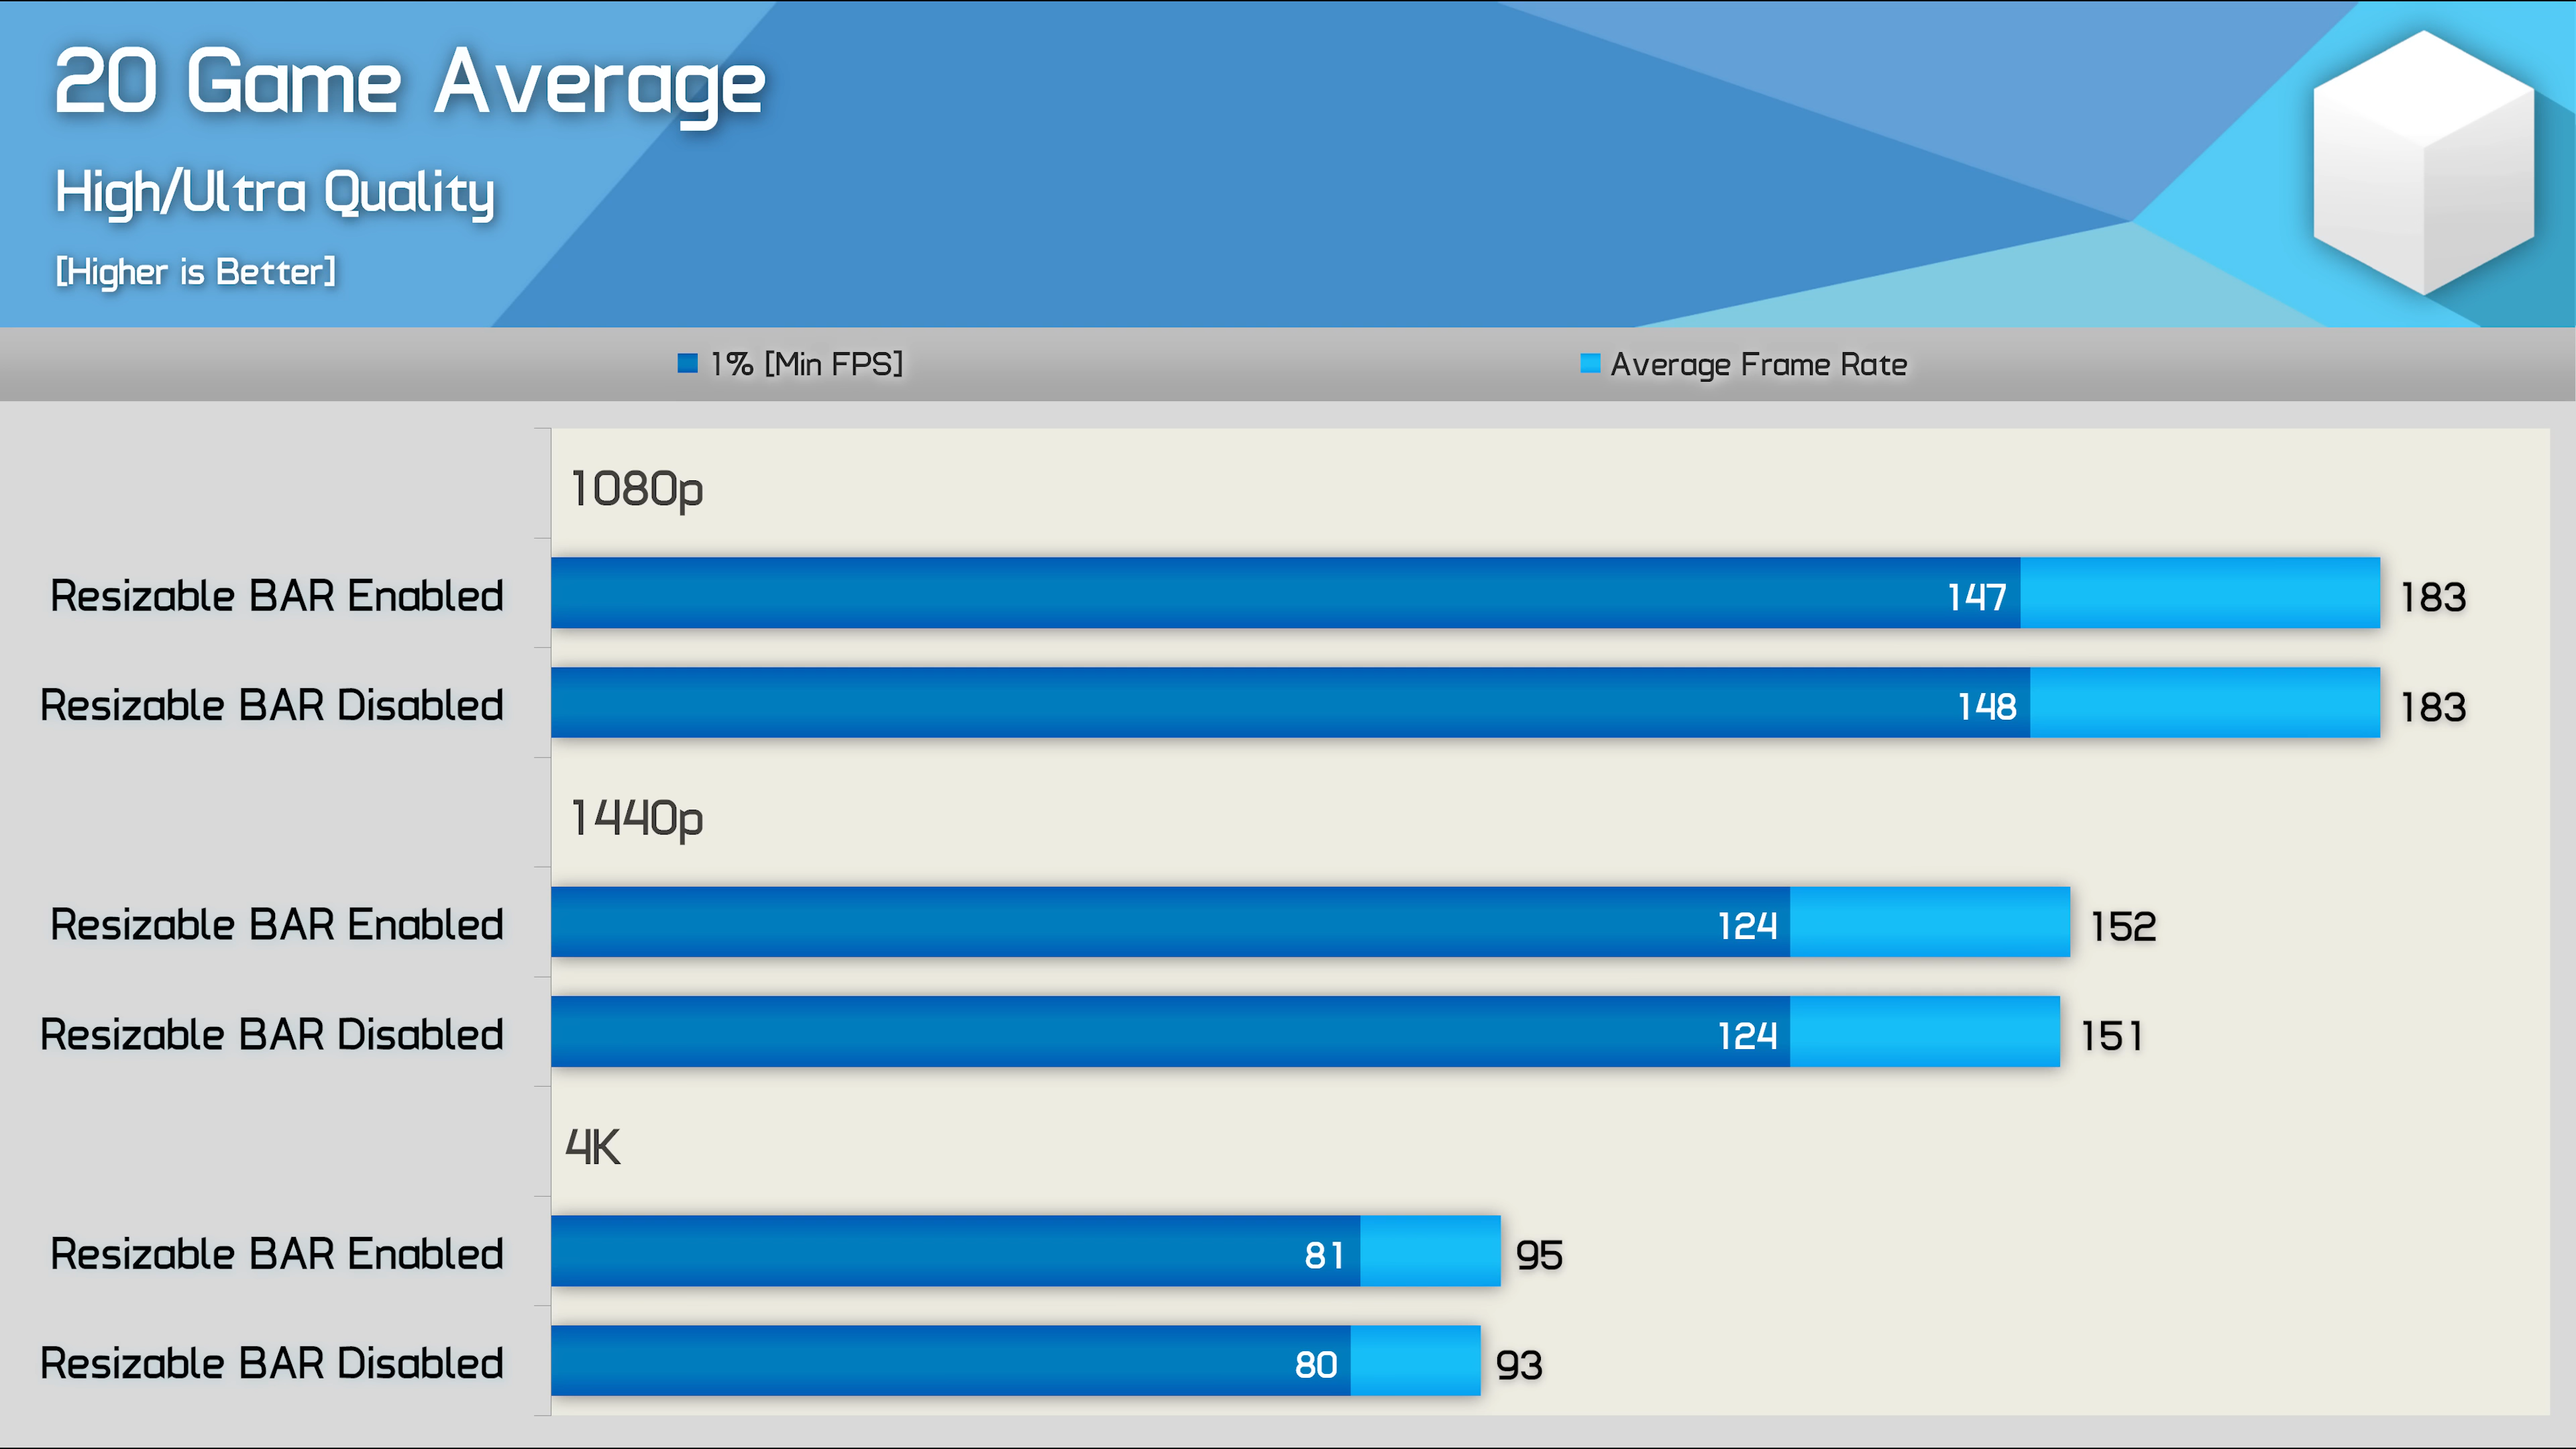 20 Game Average
High/Ultra Quality
[Higher is Better]
1% [Min FPS] Average Frame Rate
1080p
Resizable BAR Enabled 147 183
Resizable BAR Disabled 148 183
1440p
Resizable BAR Enabled 124 152
Resizable BAR Disabled 124 151
4K
Resizable BAR Enabled 81 95
Resizable BAR Disabled 80 93